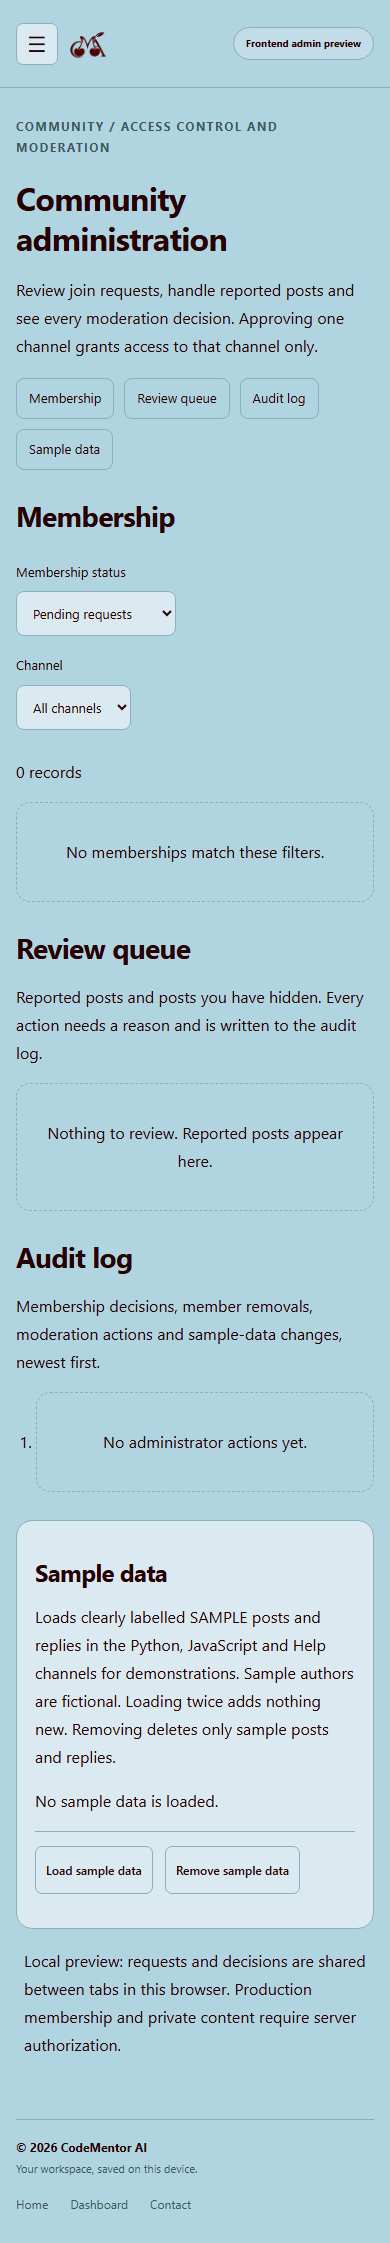 Frontend admin preview
COMMUNITY / ACCESS CONTROL AND
MODERATION
Community
administration
Review join requests, handle reported posts and
see every moderation decision. Approving one
channel grants access to that channel only.
Membership
Review queue
Audit log
Sample data
Membership
Membership status
Pending requests
Channel
All channels
0 records
No memberships match these filters.
Review queue
Reported posts and posts you have hidden. Every
action needs a reason and is written to the audit
log.
Nothing to review. Reported posts appear
here.
Audit log
Membership decisions, member removals,
moderation actions and sample-data changes,
newest first.
1. No administrator actions yet.
Sample data
Loads clearly labelled SAMPLE posts and
replies in the Python, JavaScript and Help
channels for demonstrations. Sample authors
are fictional. Loading twice adds nothing
new. Removing deletes only sample posts
and replies.
No sample data is loaded.
Load sample data
Remove sample data
Local preview: requests and decisions are shared
between tabs in this browser. Production
membership and private content require server
authorization.
© 2026 CodeMentor AI
Your workspace, saved on this device.
Home
Dashboard
Contact